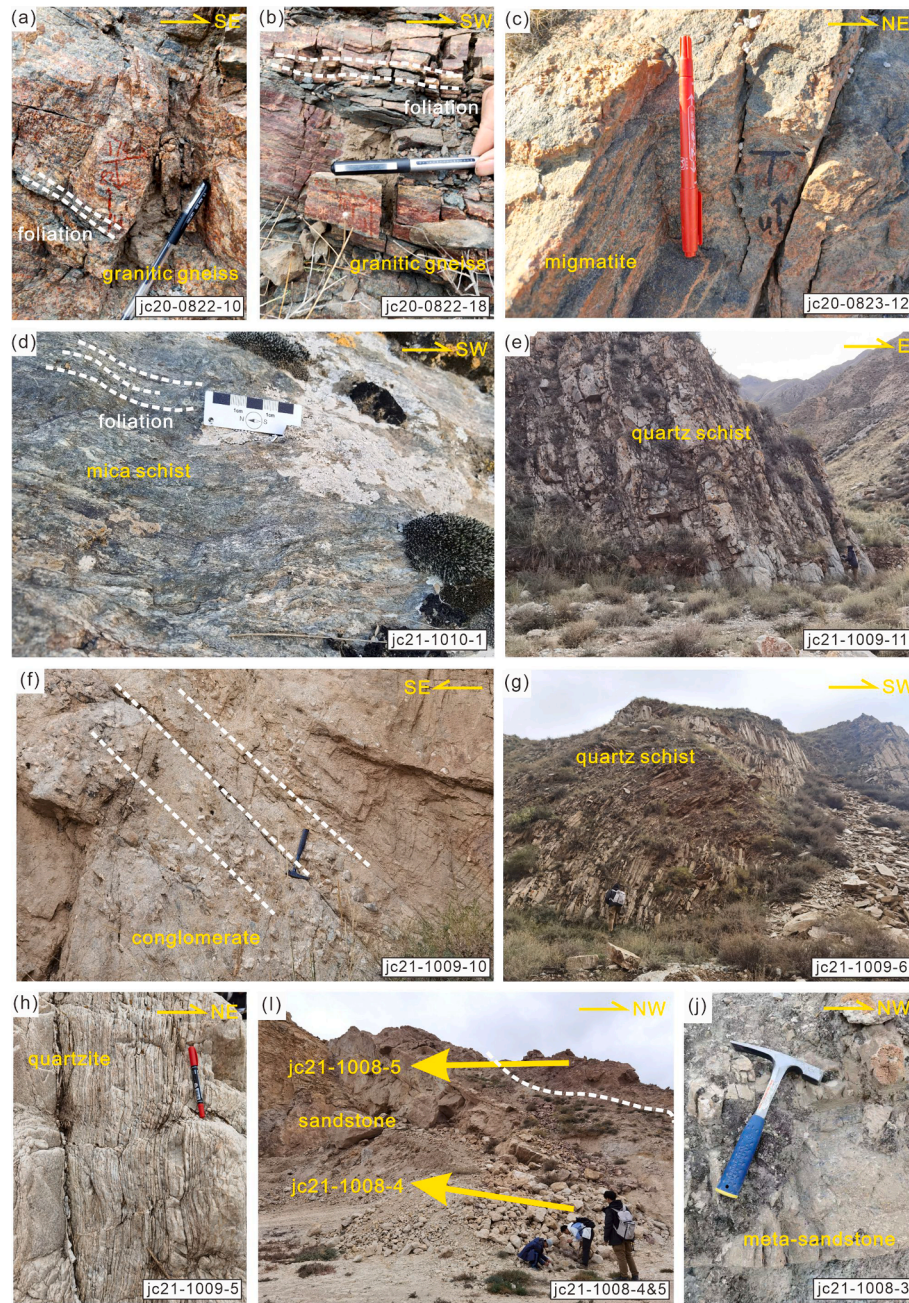 (a)
SE
foliation
granitic gneiss
jc20-0822-10
(b)
SW
foliation
granitic gneiss
jc20-0822-18
(c)
NE
migmatite
jc20-0823-12
(d)
SW
foliation
1cm
1cm
N
S
mica schist
jc21-1010-1
(e)
E
quartz schist
jc21-1009-11
(f)
SE
conglomerate
jc21-1009-10
(g)
SW
quartz schist
jc21-1009-6
(h)
NE
quartzite
jc21-1009-5
(l)
NW
jc21-1008-5
sandstone
jc21-1008-4
jc21-1008-4&5
(j)
NW
meta-sandstone
jc21-1008-3